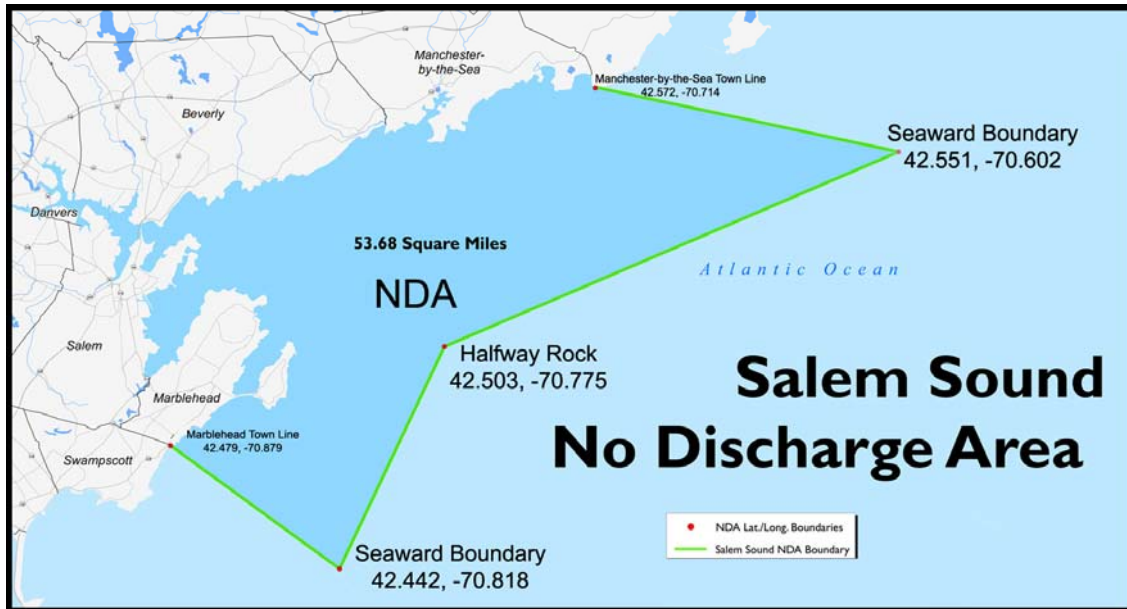 Manchester-
by-the-Sea
Manchester-by-the-Sea Town Line
42.572, -70.714
Beverly
Seaward Boundary
42.551, -70.602
Danvers
53.68 Square Miles
NDA
Atlantic Ocean
Salem
Halfway Rock
42.503, -70.775
Marblehead
Marblehead Town Line
42.479, -70.879
Swampscott
Salem Sound
No Discharge Area
Seaward Boundary
42.442, -70.818
NDA Lat./Long. Boundaries
Salem Sound NDA Boundary